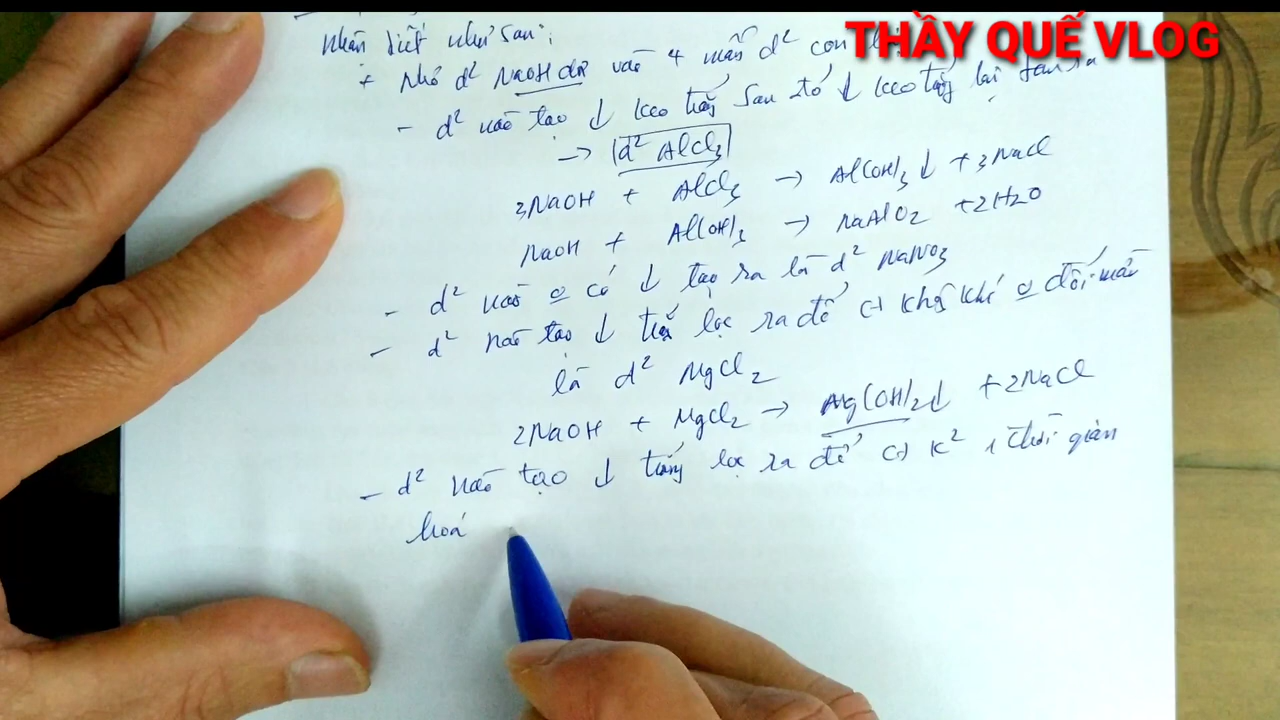 THẦY QUẾ VLOG
nhận biết như sau:
+ Nhỏ d² NaOH dư vào 4 mẫu d² còn
- d² nào tạo ↓ keo trắng sau đó ↓ keo trắng lại tan ra
→ d² AlCl₃
3NaOH + AlCl₃ → Al(OH)₃↓ + 3NaCl
NaOH + Al(OH)₃ → NaAlO₂ + 2H₂O
- d² nào o có ↓ tạo ra là d² NaNO₃
- d² nào tạo ↓ trắng lọc ra để không khí o đổi màu
là d² MgCl₂
2NaOH + MgCl₂ → Mg(OH)₂↓ + 2NaCl
- d² nào tạo ↓ trắng lọc ra để k² 1 thời gian
hoá